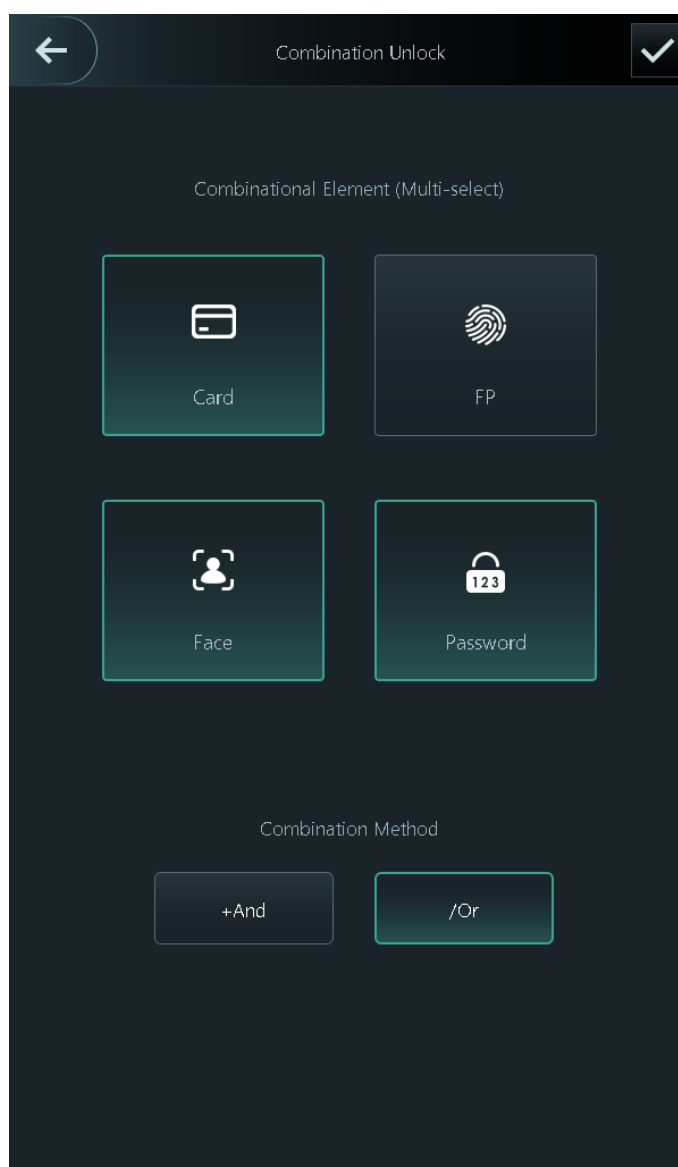 Combination Unlock
Combinational Element (Multi-select)
Card
FP
Face
123
Password
Combination Method
+And
/Or